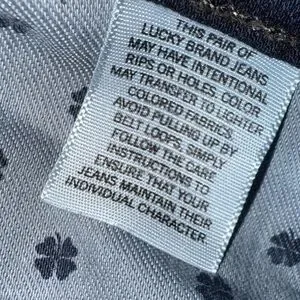 THIS PAIR OF
LUCKY BRAND JEANS
MAY HAVE INTENTIONAL
RIPS OR HOLES. COLOR
MAY TRANSFER TO LIGHTER
COLORED FABRICS.
AVOID PULLING UP BY
BELT LOOPS. SIMPLY
FOLLOW THE CARE
INSTRUCTIONS TO
ENSURE THAT YOUR
JEANS MAINTAIN THEIR
INDIVIDUAL CHARACTER